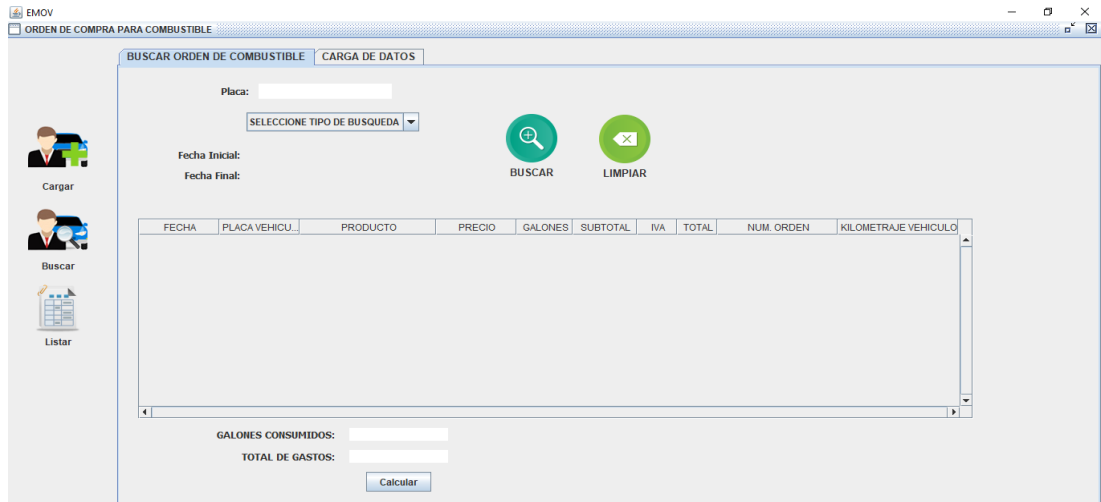 EMOV
ORDEN DE COMPRA PARA COMBUSTIBLE
BUSCAR ORDEN DE COMBUSTIBLE CARGA DE DATOS
Placa:
SELECCIONE TIPO DE BUSQUEDA
Fecha Inicial:
Fecha Final:
BUSCAR LIMPIAR
Cargar
Buscar
Listar
FECHA PLACA VEHICU... PRODUCTO PRECIO GALONES SUBTOTAL IVA TOTAL NUM. ORDEN KILOMETRAJE VEHICULO
GALONES CONSUMIDOS:
TOTAL DE GASTOS:
Calcular